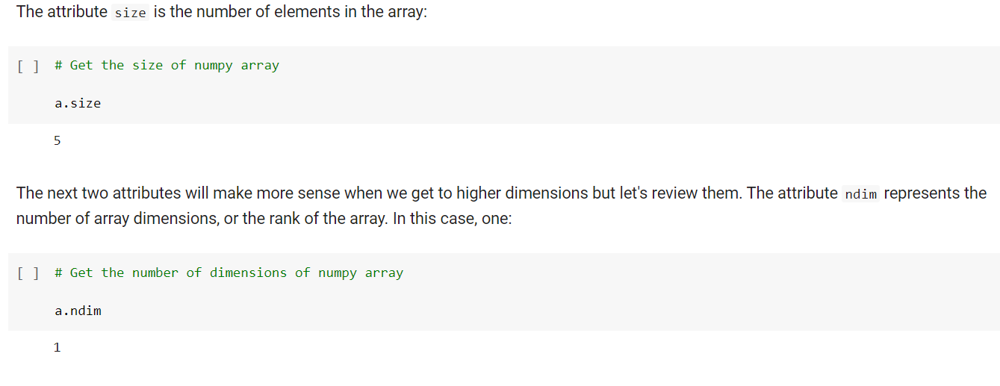 The attribute size is the number of elements in the array:
[ ] # Get the size of numpy array
a.size
5
The next two attributes will make more sense when we get to higher dimensions but let's review them. The attribute ndim represents the
number of array dimensions, or the rank of the array. In this case, one:
[ ] # Get the number of dimensions of numpy array
a.ndim
1